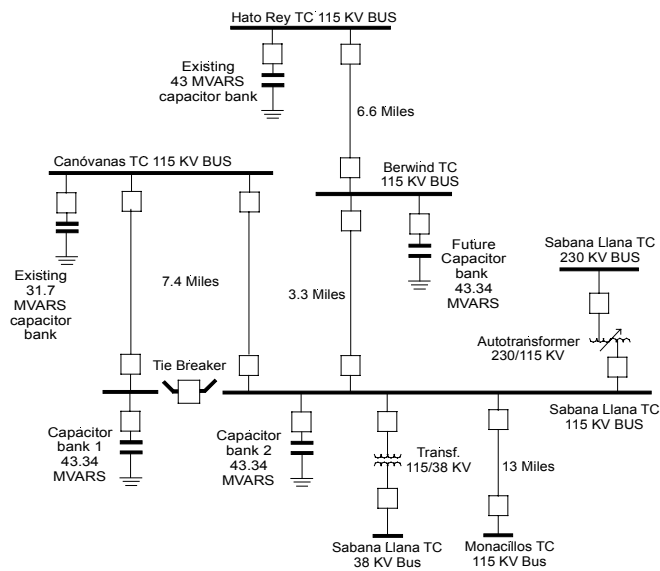 Hato Rey TC 115 KV BUS
Existing
43 MVARS
capacitor bank
6.6 Miles
Canóvanas TC 115 KV BUS
Berwind TC
115 KV BUS
Existing
31.7
MVARS
capacitor
bank
7.4 Miles
3.3 Miles
Future
Capacitor
bank
43.34
MVARS
Sabana Llana TC
230 KV BUS
Autotransformer
230/115 KV
Tie Breaker
Sabana Llana TC
115 KV BUS
Capácitor
bank 1
43.34
MVARS
Capácitor
bank 2
43.34
MVARS
Transf.
115/38 KV
13 Miles
Sabana Llana TC
38 KV Bus
Monacíllos TC
115 KV BUS